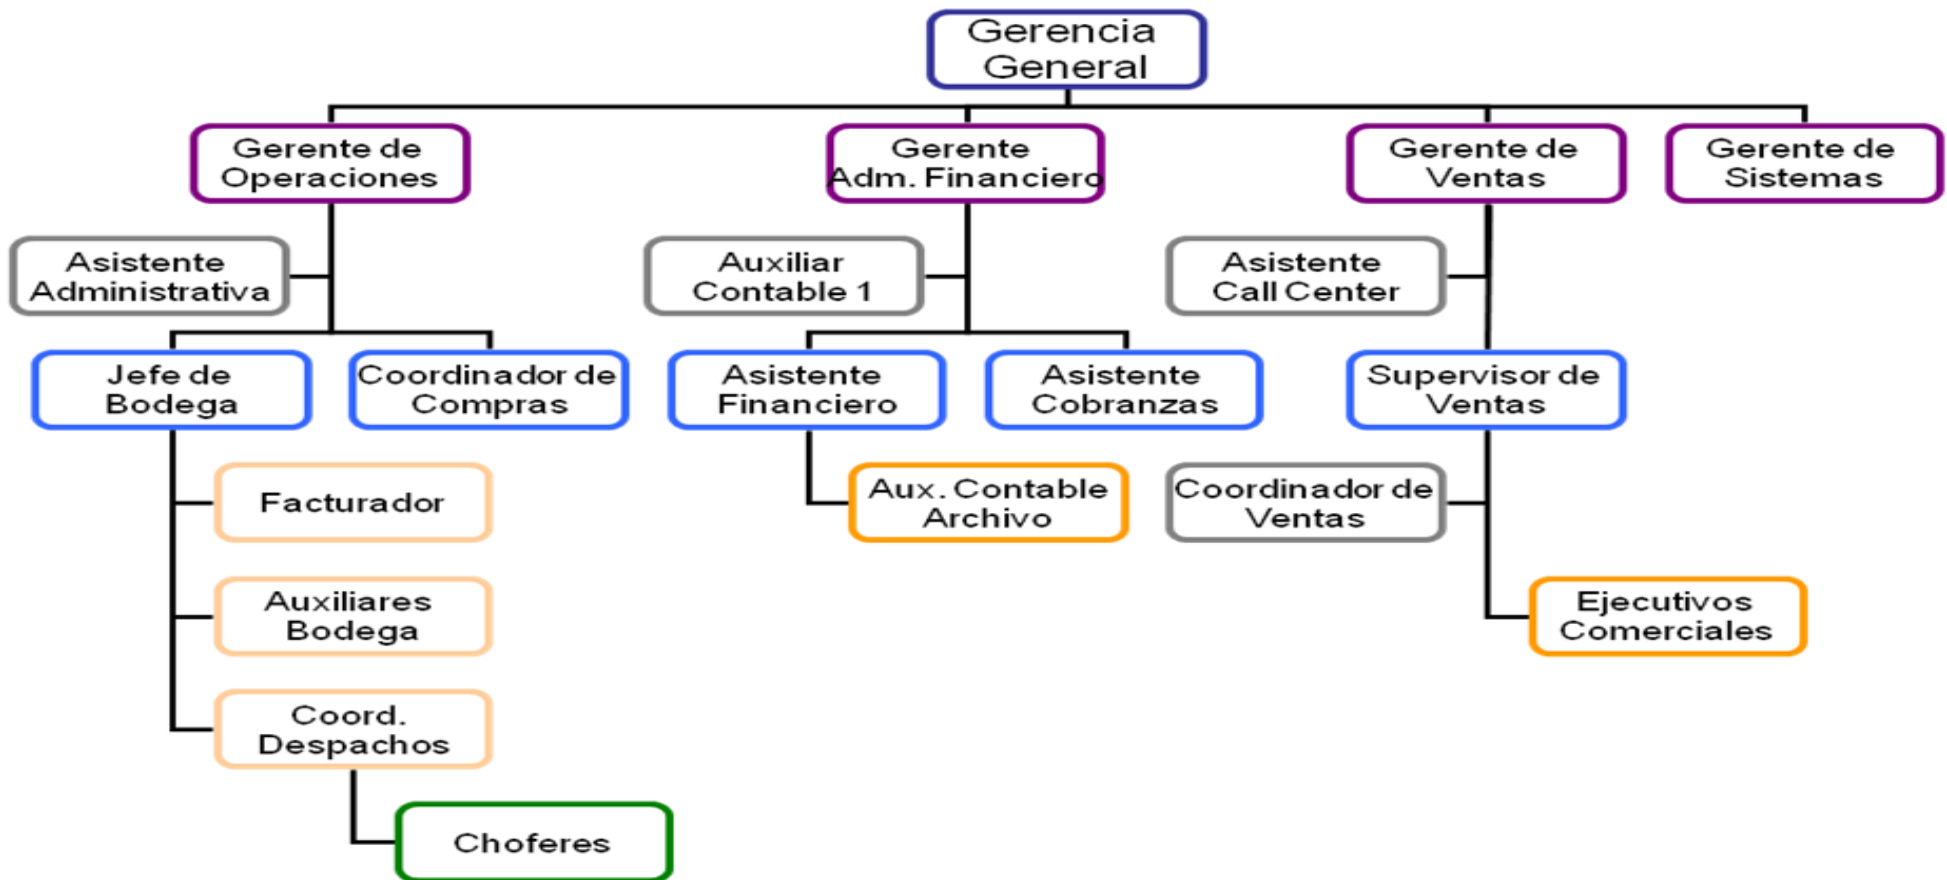 Gerencia
General
Gerente de
Operaciones
Gerente
Adm. Financiero
Gerente de
Ventas
Gerente de
Sistemas
Asistente
Administrativa
Auxiliar
Contable 1
Asistente
Call Center
Jefe de
Bodega
Coordinador de
Compras
Asistente
Financiero
Asistente
Cobranzas
Supervisor de
Ventas
Facturador
Aux. Contable
Archivo
Coordinador de
Ventas
Auxiliares
Bodega
Ejecutivos
Comerciales
Coord.
Despachos
Choferes